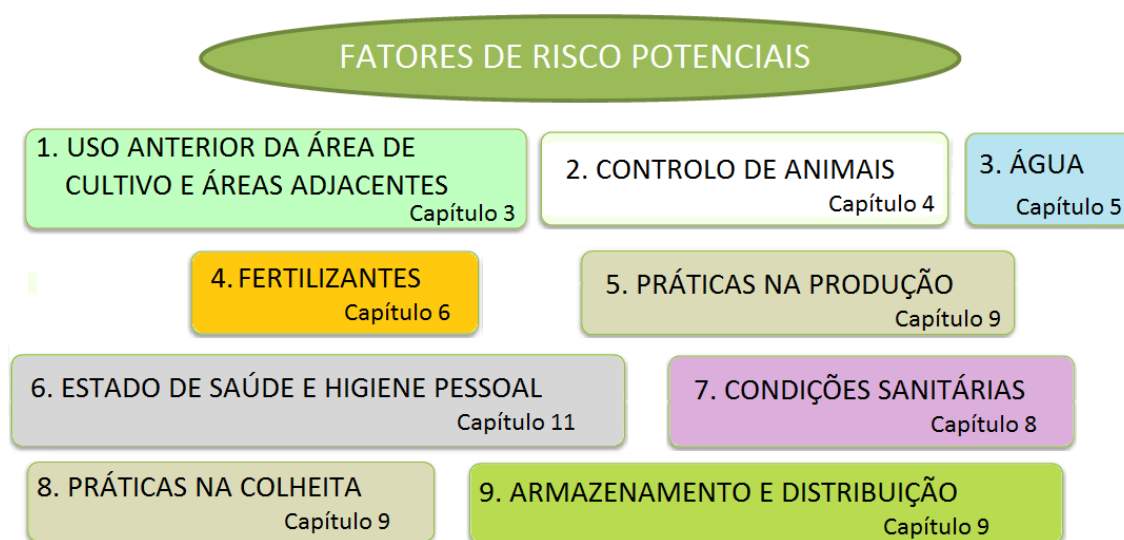 FATORES DE RISCO POTENCIAIS
1. USO ANTERIOR DA ÁREA DE
CULTIVO E ÁREAS ADJACENTES
Capítulo 3
2. CONTROLO DE ANIMAIS
Capítulo 4
3. ÁGUA
Capítulo 5
4. FERTILIZANTES
Capítulo 6
5. PRÁTICAS NA PRODUÇÃO
Capítulo 9
6. ESTADO DE SAÚDE E HIGIENE PESSOAL
Capítulo 11
7. CONDIÇÕES SANITÁRIAS
Capítulo 8
8. PRÁTICAS NA COLHEITA
Capítulo 9
9. ARMAZENAMENTO E DISTRIBUIÇÃO
Capítulo 9